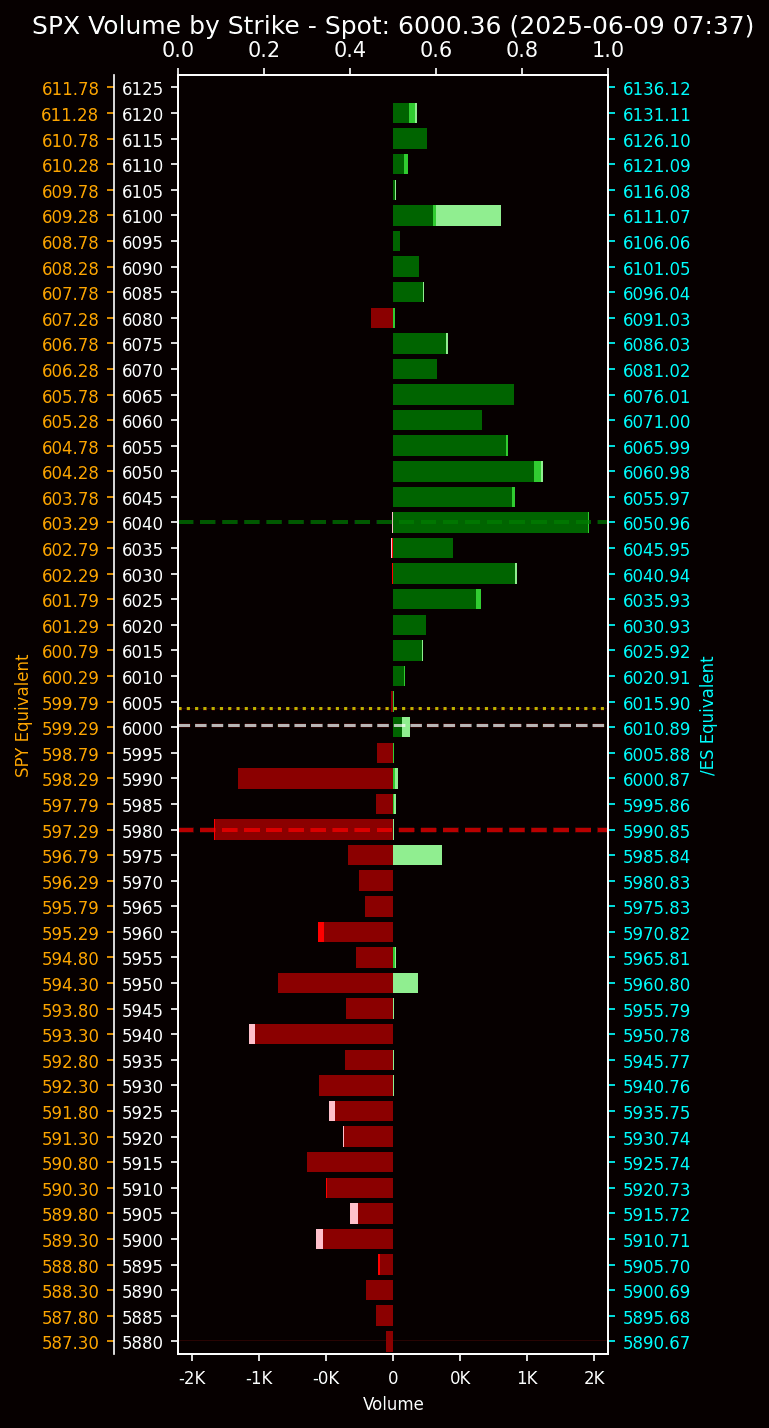 SPX Volume by Strike - Spot: 6000.36 (2025-06-09 07:37)
0.0 0.2 0.4 0.6 0.8 1.0
611.78 6125 6136.12
611.28 6120 6131.11
610.78 6115 6126.10
610.28 6110 6121.09
609.78 6105 6116.08
609.28 6100 6111.07
608.78 6095 6106.06
608.28 6090 6101.05
607.78 6085 6096.04
607.28 6080 6091.03
606.78 6075 6086.03
606.28 6070 6081.02
605.78 6065 6076.01
605.28 6060 6071.00
604.78 6055 6065.99
604.28 6050 6060.98
603.78 6045 6055.97
603.29 6040 6050.96
602.79 6035 6045.95
602.29 6030 6040.94
601.79 6025 6035.93
601.29 6020 6030.93
600.79 6015 6025.92
600.29 6010 6020.91
599.79 6005 6015.90
599.29 6000 6010.89
598.79 5995 6005.88
598.29 5990 6000.87
597.79 5985 5995.86
597.29 5980 5990.85
596.79 5975 5985.84
596.29 5970 5980.83
595.79 5965 5975.83
595.29 5960 5970.82
594.80 5955 5965.81
594.30 5950 5960.80
593.80 5945 5955.79
593.30 5940 5950.78
592.80 5935 5945.77
592.30 5930 5940.76
591.80 5925 5935.75
591.30 5920 5930.74
590.80 5915 5925.74
590.30 5910 5920.73
589.80 5905 5915.72
589.30 5900 5910.71
588.80 5895 5905.70
588.30 5890 5900.69
587.80 5885 5895.68
587.30 5880 5890.67
SPY Equivalent
/ES Equivalent
-2K -1K -0K 0 0K 1K 2K
Volume